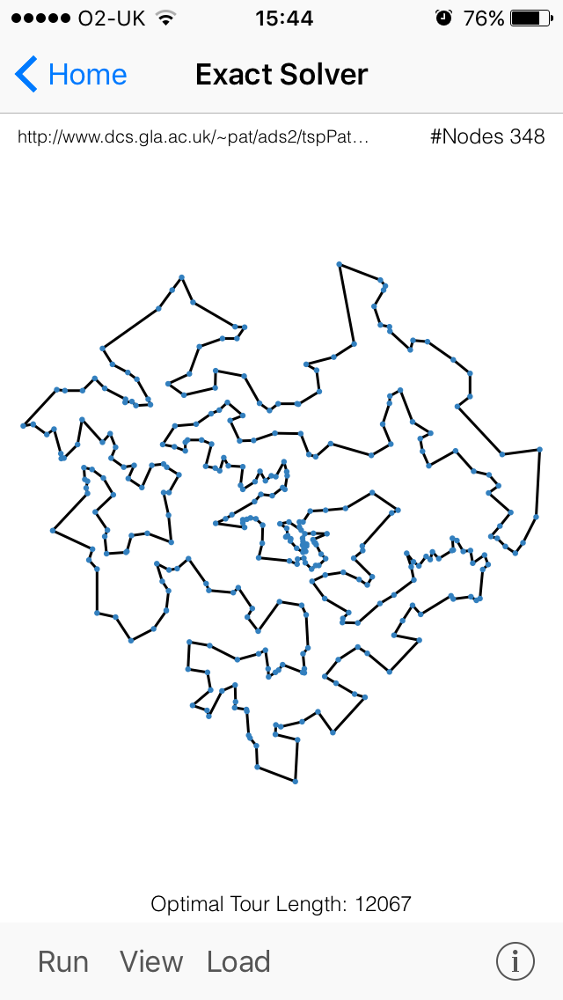 O2-UK 15:44 76%
Home Exact Solver
http://www.dcs.gla.ac.uk/~pat/ads2/tspPat… #Nodes 348
Optimal Tour Length: 12067
Run View Load i